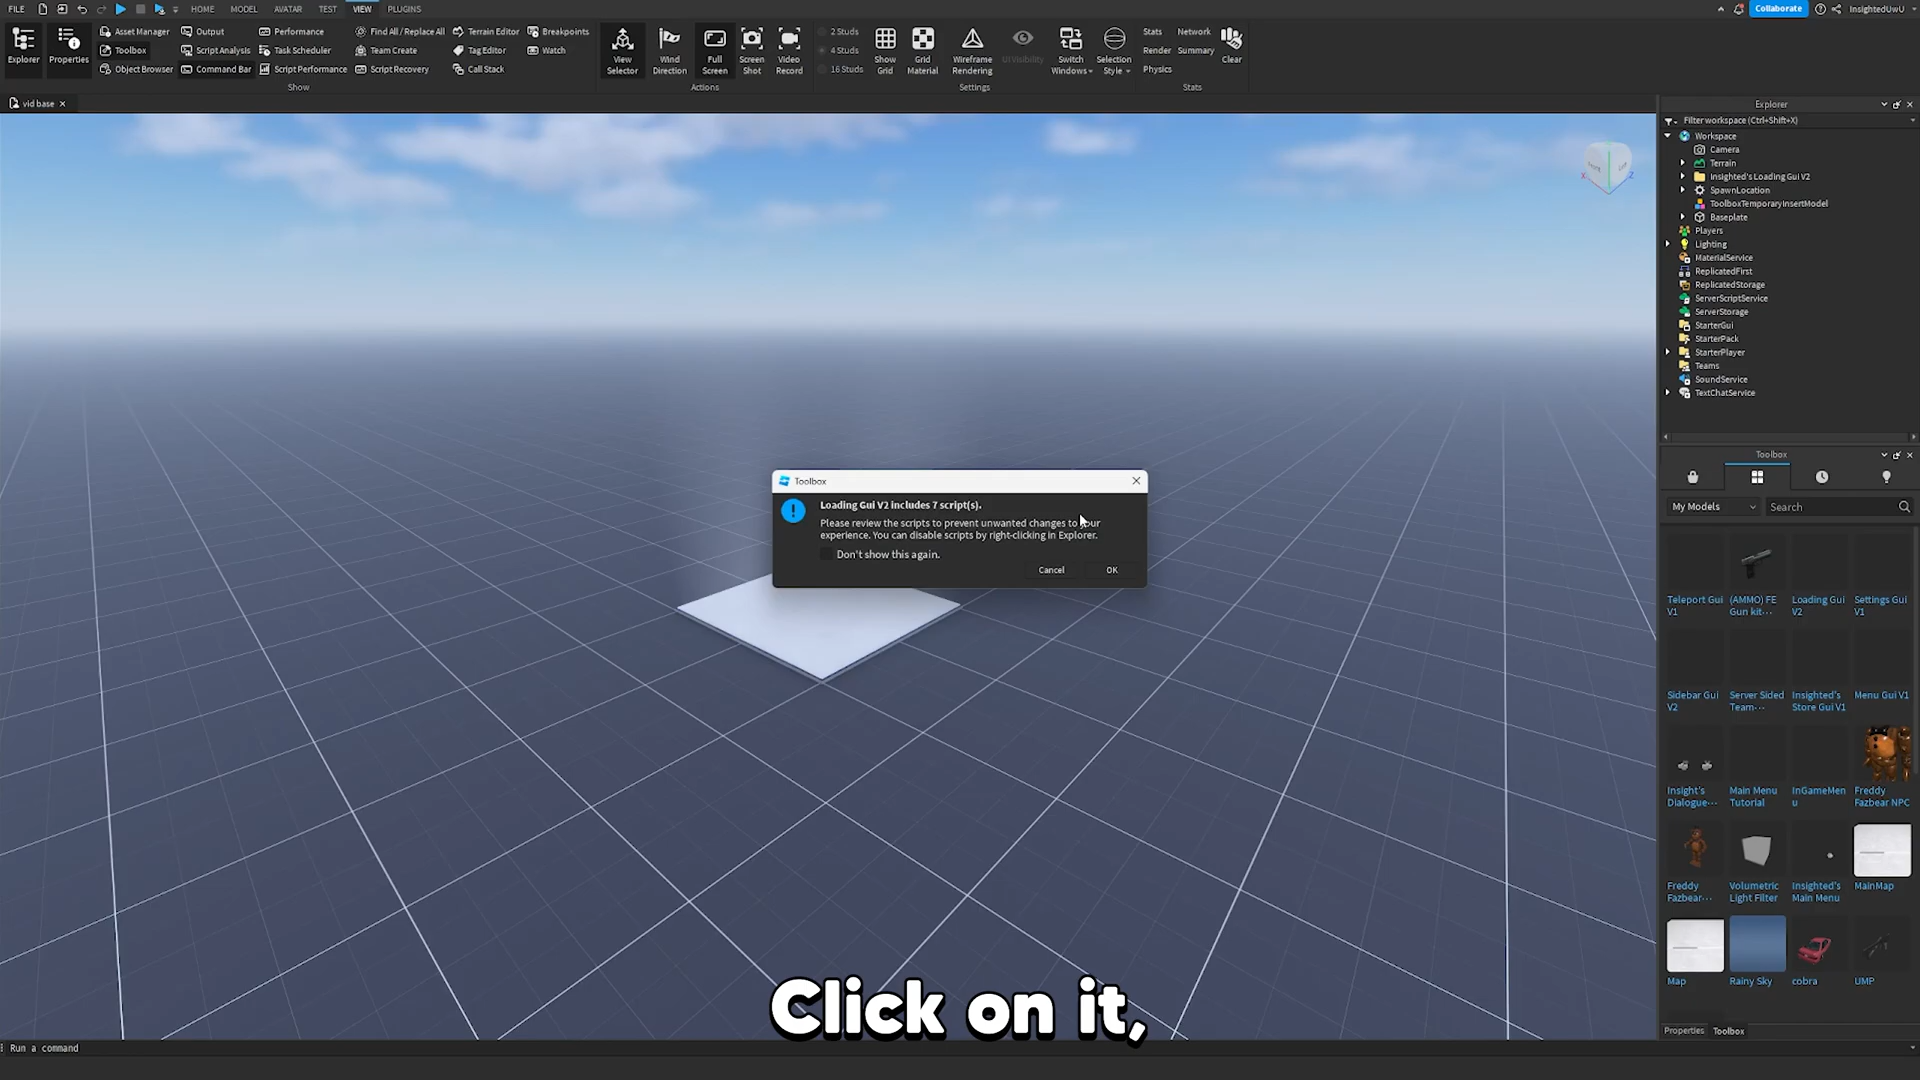 FILE
HOME
MODEL
AVATAR
TEST
VIEW
PLUGINS
Collaborate
InsightedUwU
Explorer
Properties
Asset Manager
Toolbox
Object Browser
Output
Script Analysis
Command Bar
Performance
Task Scheduler
Script Performance
Find All / Replace All
Team Create
Script Recovery
Terrain Editor
Tag Editor
Call Stack
Breakpoints
Watch
Show
View
Selector
Wind
Direction
Full
Screen
Screen
Shot
Video
Record
Actions
2 Studs
4 Studs
16 Studs
Show
Grid
Grid
Material
Wireframe
Rendering
UI Visibility
Switch
Windows
Selection
Style
Settings
Stats
Render
Physics
Network
Summary
Clear
Stats
vid base
Explorer
Filter workspace (Ctrl+Shift+X)
Workspace
Camera
Terrain
Insighted's Loading Gui V2
SpawnLocation
ToolboxTemporaryInsertModel
Baseplate
Players
Lighting
MaterialService
ReplicatedFirst
ReplicatedStorage
ServerScriptService
ServerStorage
StarterGui
StarterPack
StarterPlayer
Teams
SoundService
TextChatService
Toolbox
Loading Gui V2 includes 7 script(s).
Please review the scripts to prevent unwanted changes to your
experience. You can disable scripts by right-clicking in Explorer.
Don't show this again.
Cancel
OK
Toolbox
My Models
Search
Teleport Gui
V1
(AMMO) FE
Gun kit...
Loading Gui
V2
Settings Gui
V1
Sidebar Gui
V2
Server Sided
Team...
Insighted's
Store Gui V1
Menu Gui V1
Insight's
Dialogue...
Main Menu
Tutorial
InGameMen
u
Freddy
Fazbear NPC
Freddy
Fazbear...
Volumetric
Light Filter
Insighted's
Main Menu
MainMap
Map
Rainy Sky
cobra
UMP
Properties
Toolbox
Click on it,
Run a command